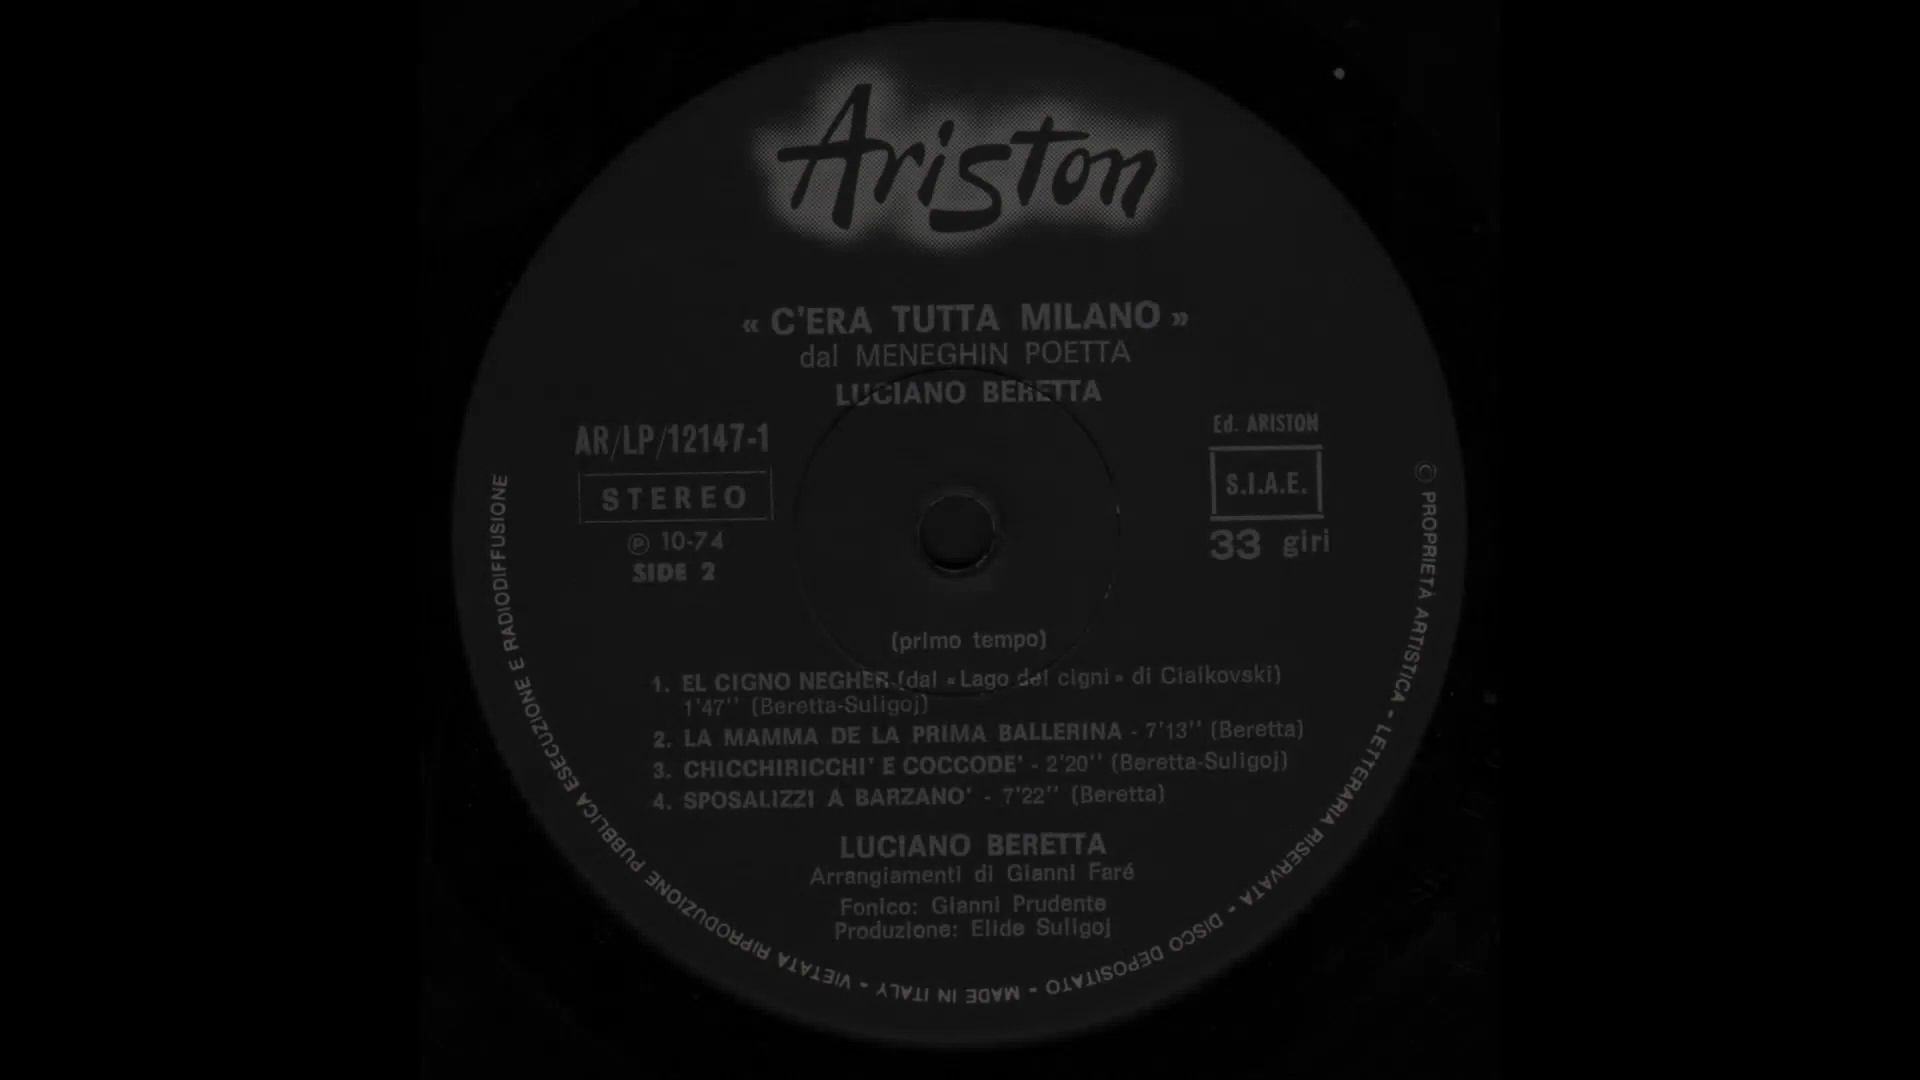 Ariston
« C'ERA TUTTA MILANO »
dal MENEGHIN POETTA
LUCIANO BERETTA
AR/LP/12147-1
STEREO
℗ 10-74
SIDE 2
Ed. ARISTON
S.I.A.E.
33 giri
(primo tempo)
1. EL CIGNO NEGHER (dal «Lago dei cigni» di Ciaikovski)
1'47'' (Beretta-Suligoj)
2. LA MAMMA DE LA PRIMA BALLERINA - 7'13'' (Beretta)
3. CHICCHIRICCHI' E COCCODE' - 2'20'' (Beretta-Suligoj)
4. SPOSALIZZI A BARZANO' - 7'22'' (Beretta)
LUCIANO BERETTA
Arrangiamenti di Gianni Faré
Fonico: Gianni Prudente
Produzione: Elide Suligoj
© PROPRIETÀ ARTISTICA - LETTERARIA RISERVATA - DISCO DEPOSITATO - MADE IN ITALY - VIETATA RIPRODUZIONE PUBBLICA ESECUZIONE E RADIODIFFUSIONE